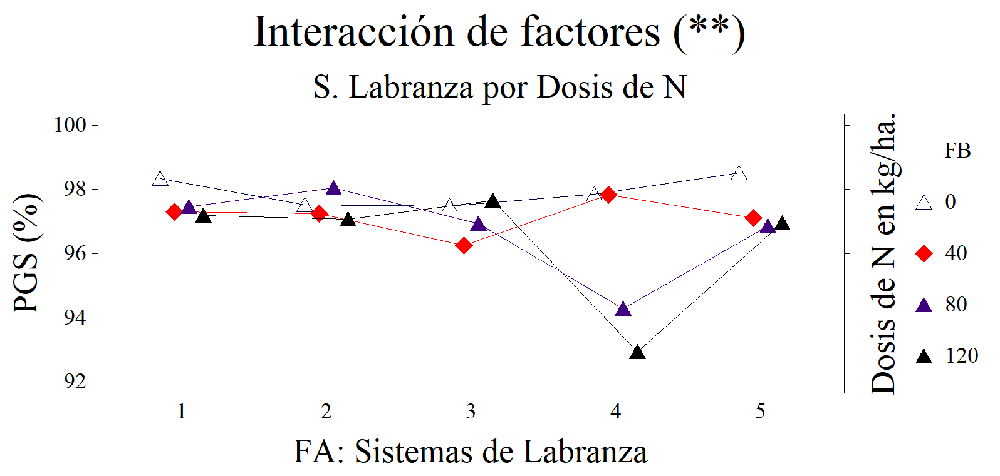 Interacción de factores (**)
S. Labranza por Dosis de N
PGS (%)
100
98
96
94
92
1 2 3 4 5
FA: Sistemas de Labranza
Dosis de N en kg/ha.
FB
0
40
80
120